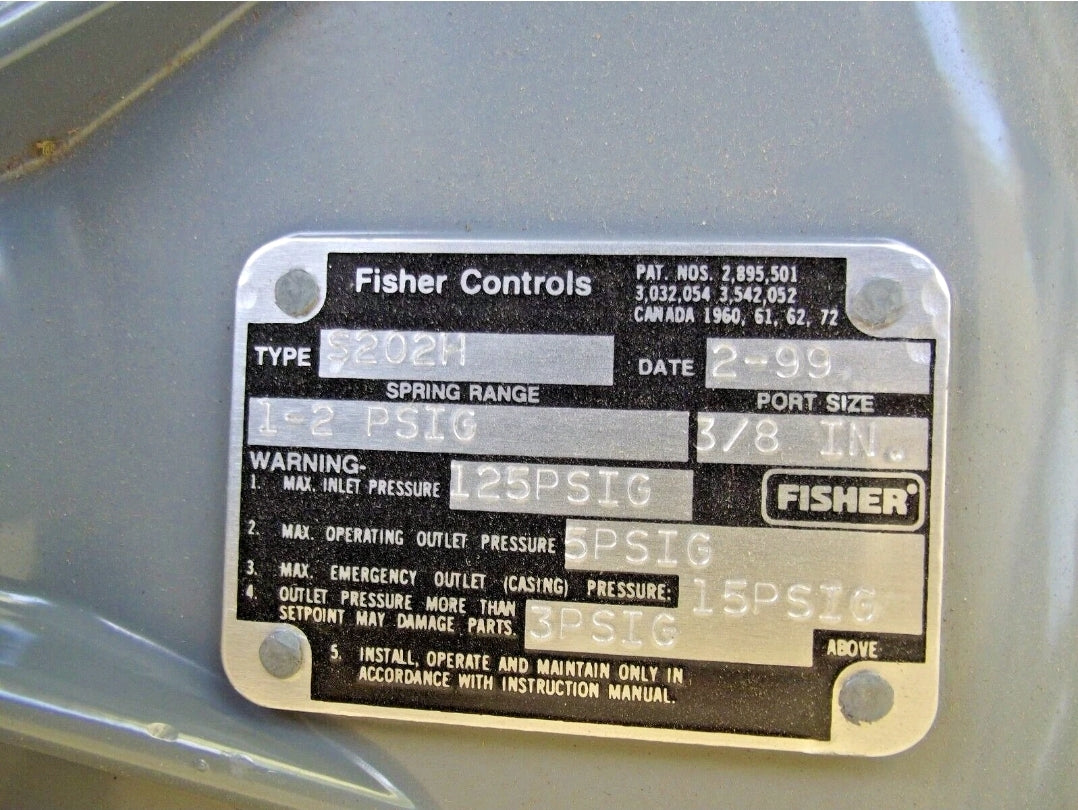 Fisher Controls
PAT. NOS. 2,895,501
3,032,054 3,542,052
CANADA 1960, 61, 62, 72
TYPE S202H
DATE 2-99
SPRING RANGE
1-2 PSIG
PORT SIZE
3/8 IN.
WARNING-
1. MAX. INLET PRESSURE 125PSIG
FISHER®
2. MAX. OPERATING OUTLET PRESSURE 5PSIG
3. MAX. EMERGENCY OUTLET (CASING) PRESSURE: 15PSIG
4. OUTLET PRESSURE MORE THAN 3PSIG ABOVE
SETPOINT MAY DAMAGE PARTS.
5. INSTALL, OPERATE AND MAINTAIN ONLY IN
ACCORDANCE WITH INSTRUCTION MANUAL.